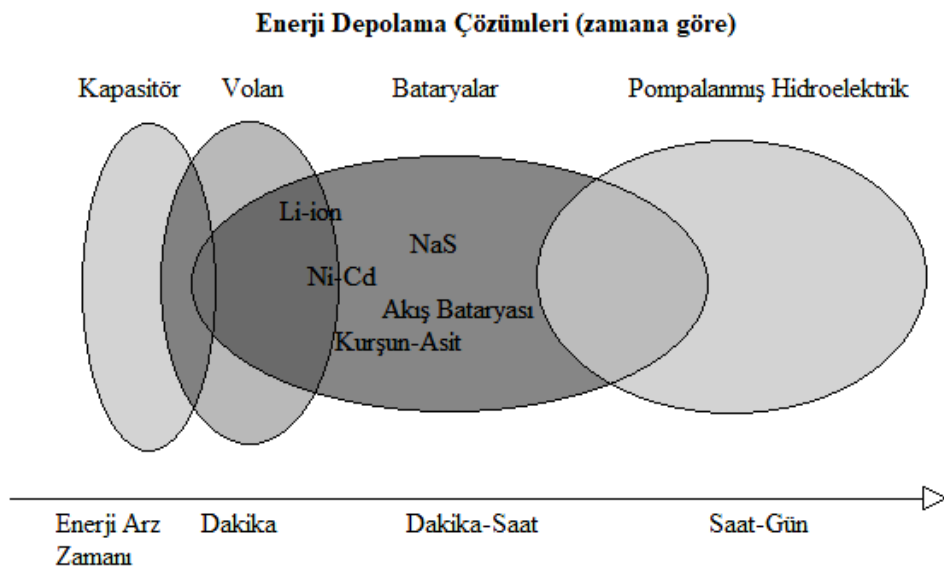 Enerji Depolama Çözümleri (zamana göre)
Kapasitör Volan Bataryalar Pompalanmış Hidroelektrik
Li-ion
NaS
Ni-Cd
Akış Bataryası
Kurşun-Asit
Enerji Arz Dakika Dakika-Saat Saat-Gün
Zamanı